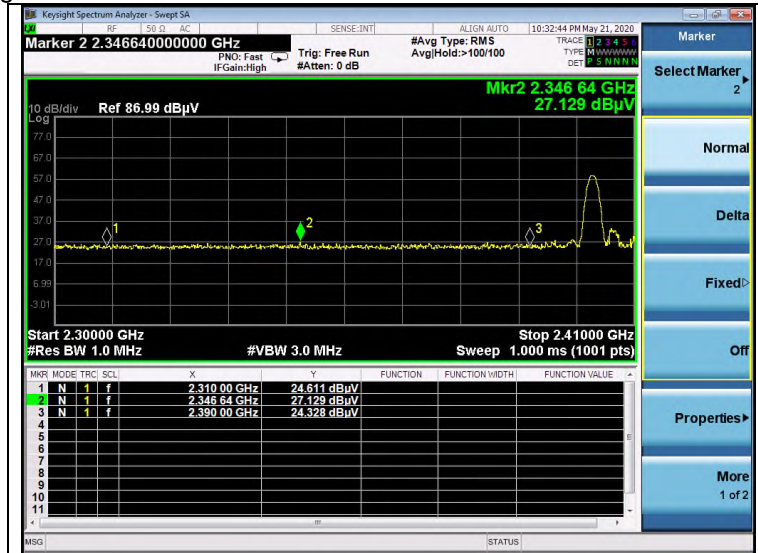 Keysight Spectrum Analyzer - Swept SA
RF 50 Ω AC SENSE:INT ALIGN AUTO 10:32:44 PM May 21, 2020
Marker 2 2.346640000000 GHz
PNO: Fast
IFGain:High
Trig: Free Run
#Atten: 0 dB
#Avg Type: RMS
Avg|Hold:>100/100
TRACE 1 2 3 4 5 6
TYPE M W W W W W
DET P S N N N N
Mkr2 2.346 64 GHz
27.129 dBµV
10 dB/div Ref 86.99 dBµV
Log
77.0
67.0
57.0
47.0
37.0
27.0
17.0
6.99
-3.01
1
2
3
Start 2.30000 GHz Stop 2.41000 GHz
#Res BW 1.0 MHz #VBW 3.0 MHz Sweep 1.000 ms (1001 pts)
MKR MODE TRC SCL X Y FUNCTION FUNCTION WIDTH FUNCTION VALUE
1 N 1 f 2.310 00 GHz 24.611 dBµV
2 N 1 f 2.346 64 GHz 27.129 dBµV
3 N 1 f 2.390 00 GHz 24.328 dBµV
4
5
6
7
8
9
10
11
MSG STATUS
Marker
Select Marker
2
Normal
Delta
Fixed
Off
Properties
More
1 of 2